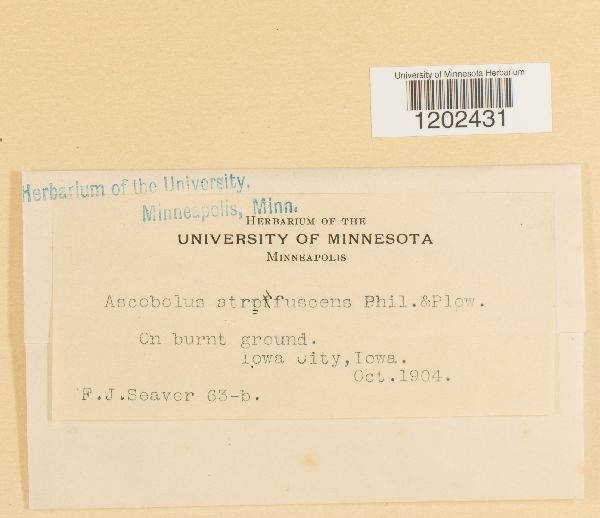 University of Minnesota Herbarium
1202431
Herbarium of the University.
Minneapolis, Minn.
HERBARIUM OF THE
UNIVERSITY OF MINNESOTA
MINNEAPOLIS
Ascobolus fuscens Phil.&Plow.
On burnt ground.
Iowa City, Iowa.
Oct.1904.
F.J.Seaver 63-b.